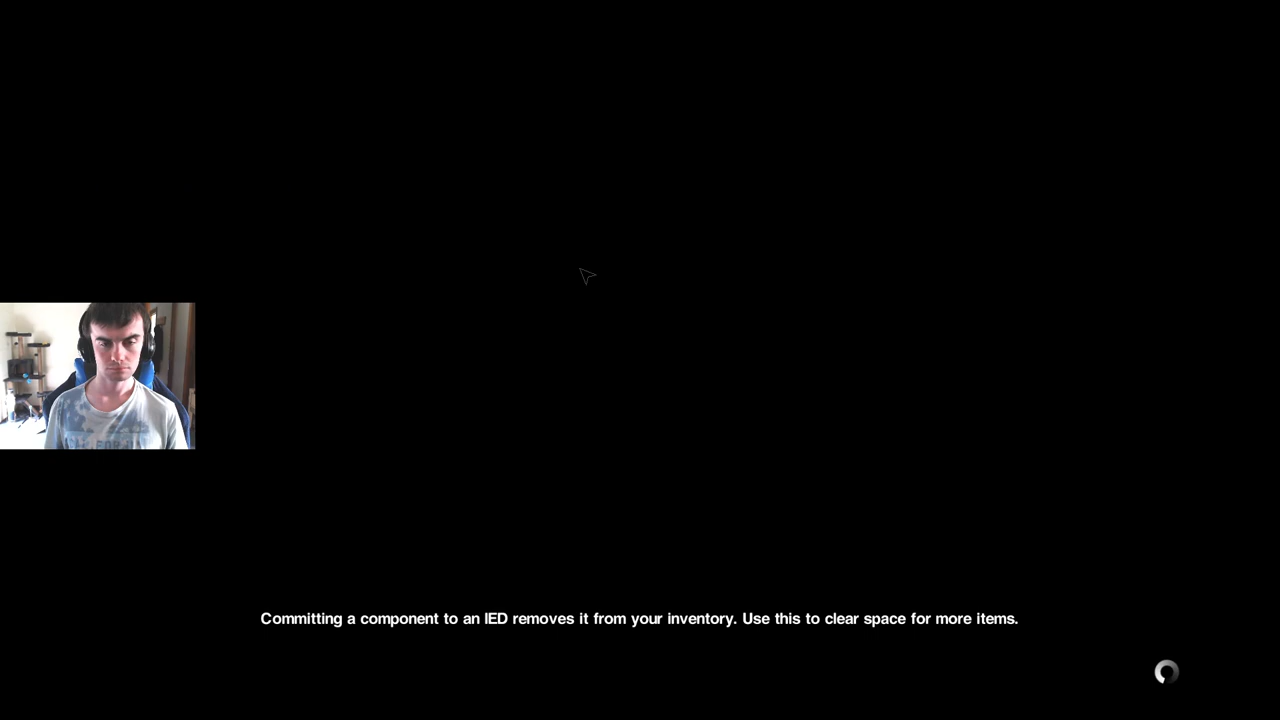 Committing a component to an IED removes it from your inventory. Use this to clear space for more items.